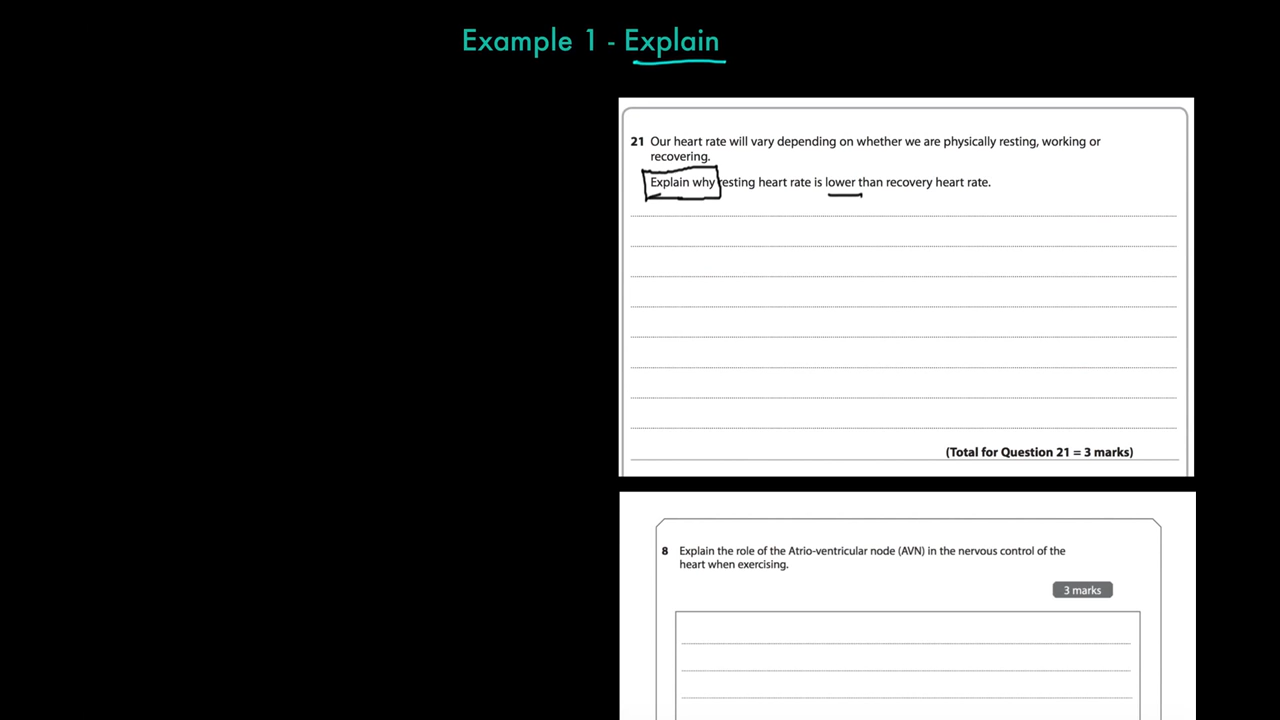 Example 1 - Explain
21 Our heart rate will vary depending on whether we are physically resting, working or
recovering.
Explain why resting heart rate is lower than recovery heart rate.
(Total for Question 21 = 3 marks)
8 Explain the role of the Atrio-ventricular node (AVN) in the nervous control of the
heart when exercising.
3 marks